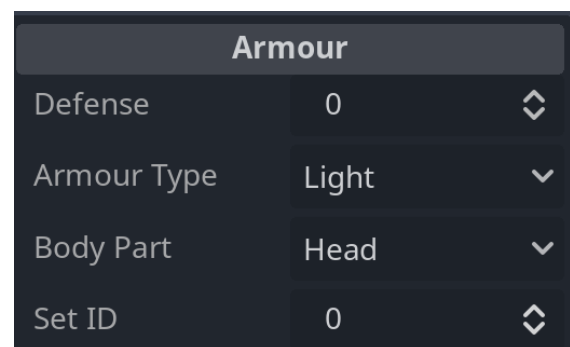 Armour
Defense 0
Armour Type Light
Body Part Head
Set ID 0